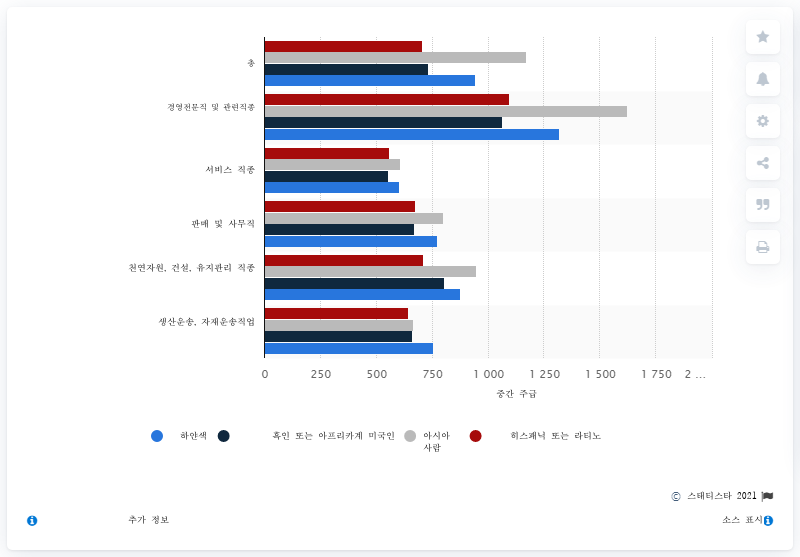 총
경영전문직 및 관련직종
서비스 직종
판매 및 사무직
천연자원, 건설, 유지관리 직종
생산운송, 자재운송직업
0 250 500 750 1 000 1 250 1 500 1 750 2 ...
중간 주급
하얀색 흑인 또는 아프리카계 미국인 아시아 사람 히스패닉 또는 라티노
© 스태티스타 2021
추가 정보 소스 표시